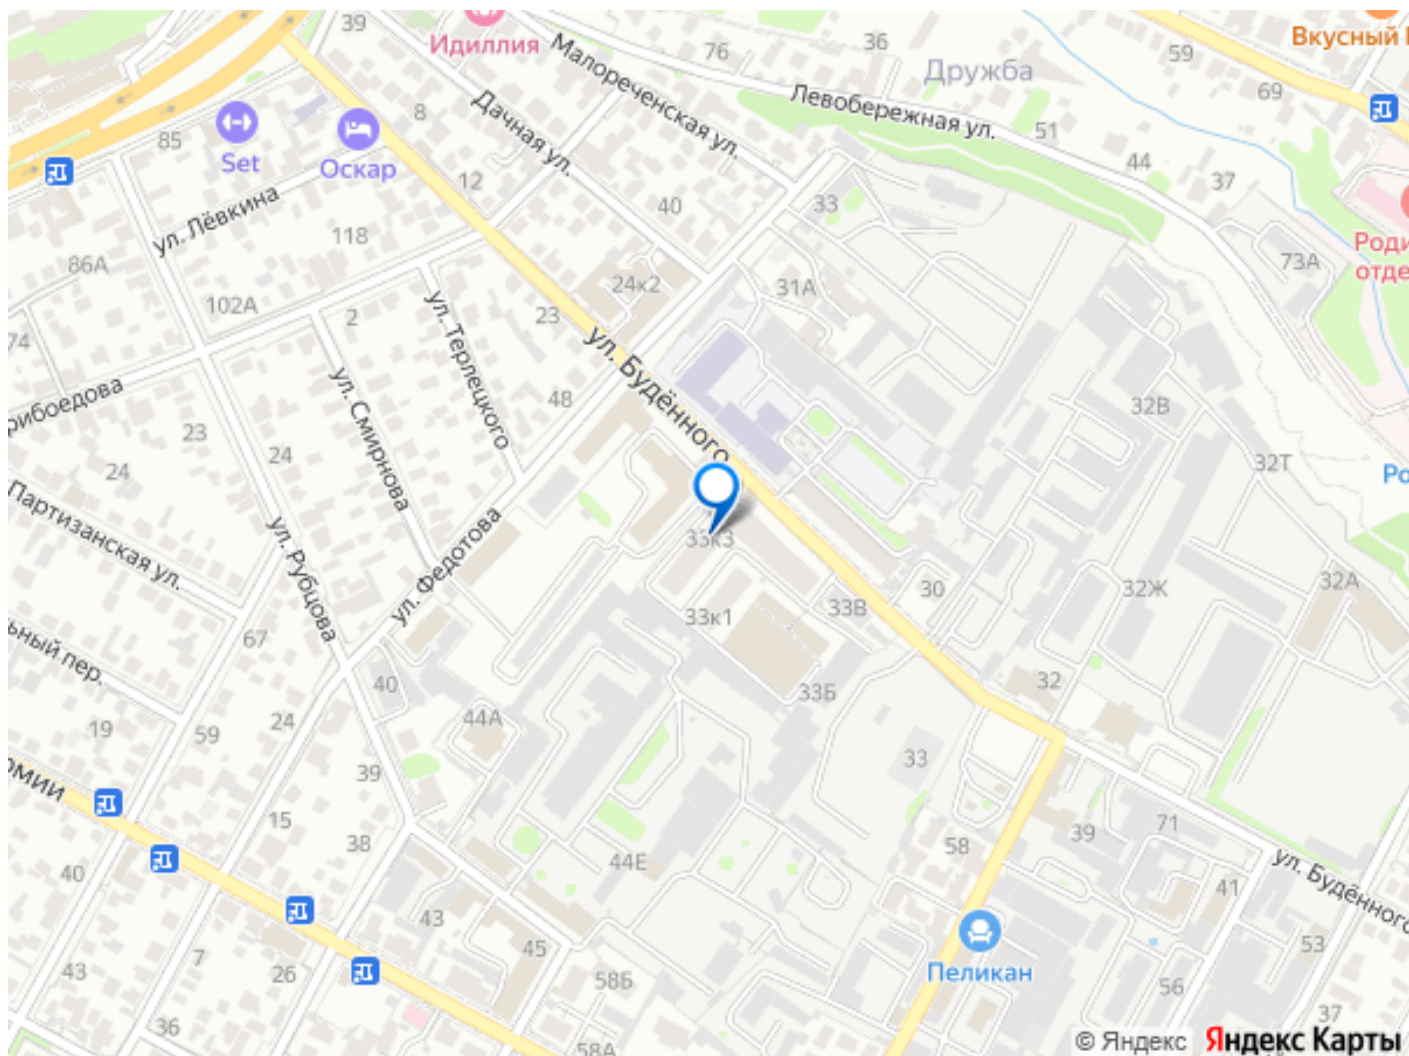 39
Идиллия
Малореченская ул.
76
36
Дружба
59
Вкусный
69
85
Set
Оскар
8
Дачная ул.
Левобережная ул.
51
44
37
12
ул. Лёвкина
118
40
33
Роди
отде
73А
86А
102А
2
ул. Терлецкого
23
24к2
31А
74
ул. Будённого
рибоедова
ул. Смирнова
48
32В
23
24
24
32Т
Ро
Партизанская ул.
ул. Рубцова
ул. Федотова
33к3
33к1
33В
30
32Ж
32А
ьный пер.
67
40
33Б
32
19
59
24
44А
33
омии
39
15
38
44Е
58
39
71
ул. Будённого
40
41
43
45
Пеликан
53
43
7
26
58Б
56
37
36
58А
© Яндекс Яндекс Карты